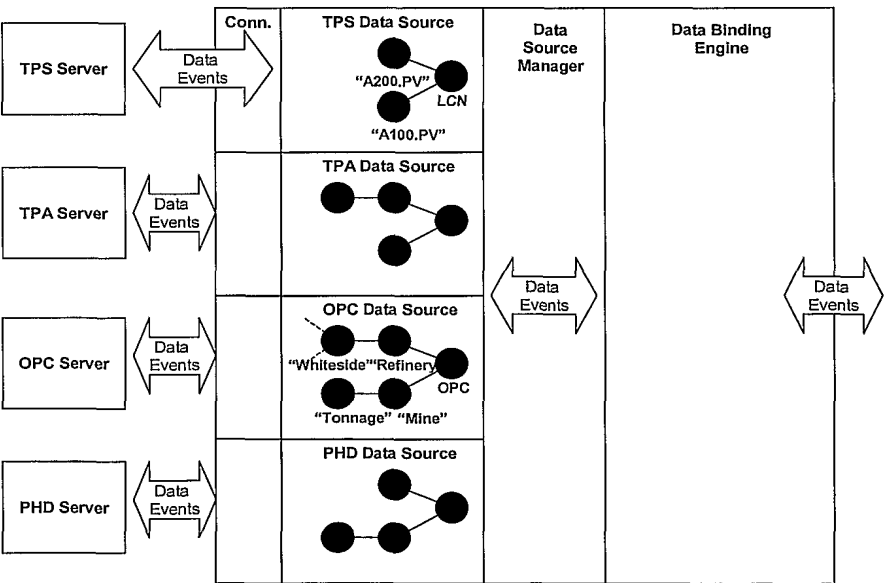 Conn.
TPS Data Source
Data
Source
Manager
Data Binding
Engine
TPS Server
Data
Events
“A200.PV”
LCN
“A100.PV”
TPA Data Source
TPA Server
Data
Events
Data
Events
Data
Events
OPC Data Source
OPC Server
Data
Events
“Whiteside”
“Refinery
OPC
“Tonnage”
“Mine”
PHD Data Source
PHD Server
Data
Events